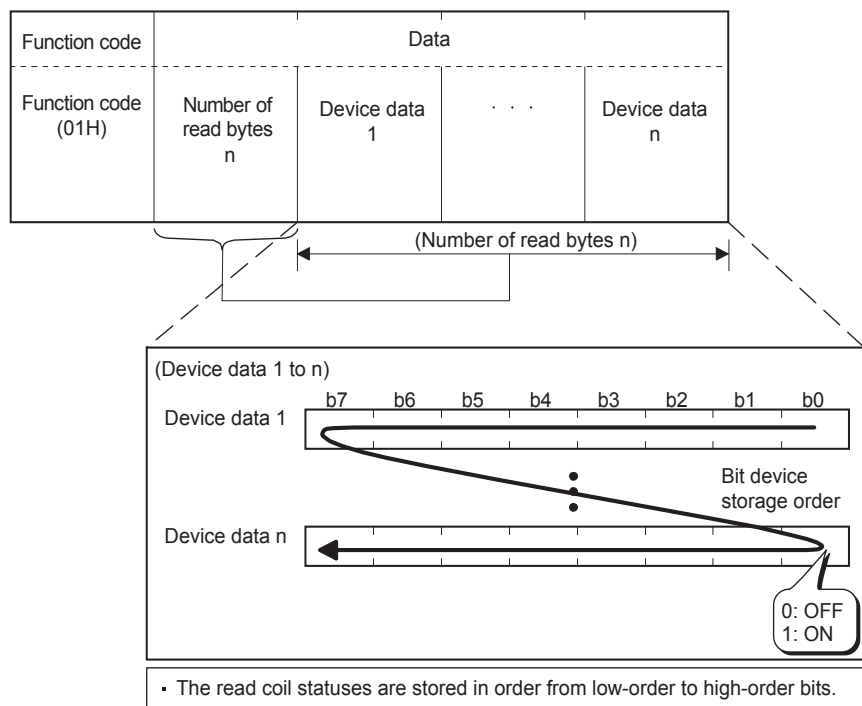 Function code Data
Function code
(01H)
Number of
read bytes
n
Device data
1
· · ·
Device data
n
(Number of read bytes n)
(Device data 1 to n)
b7 b6 b5 b4 b3 b2 b1 b0
Device data 1
Bit device
storage order
Device data n
0: OFF
1: ON
▪ The read coil statuses are stored in order from low-order to high-order bits.